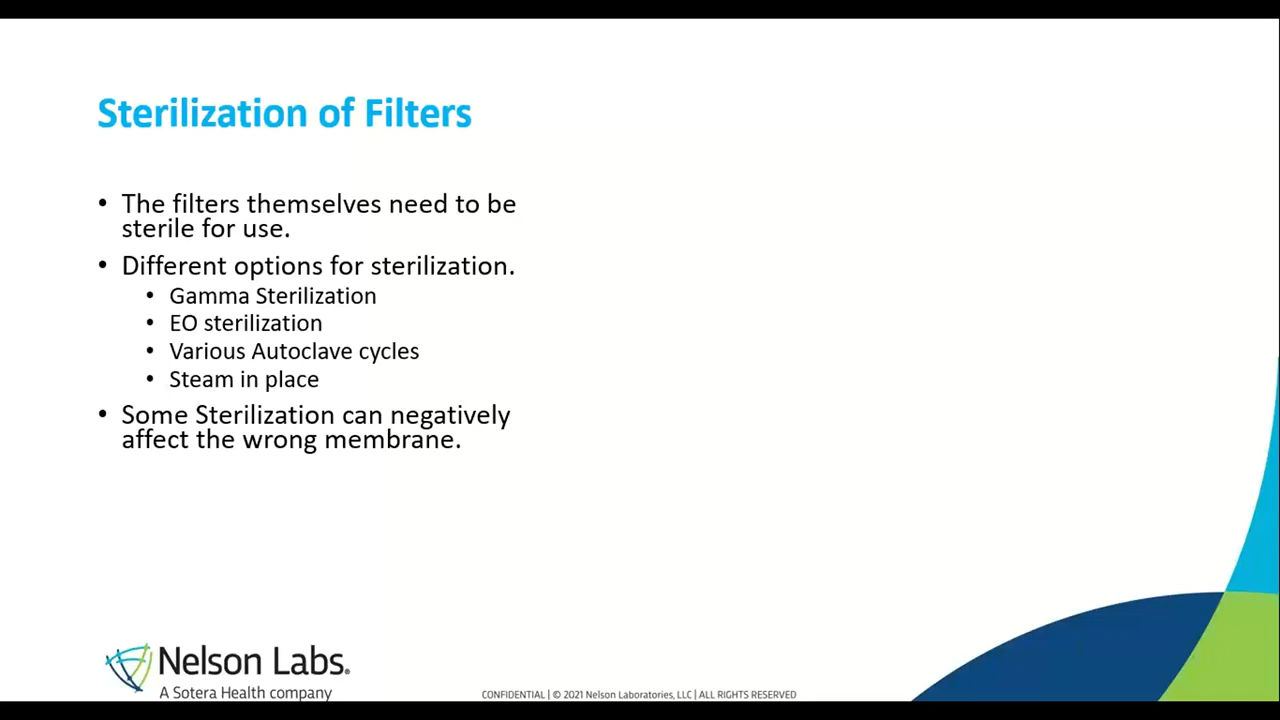 Sterilization of Filters
• The filters themselves need to be
sterile for use.
• Different options for sterilization.
• Gamma Sterilization
• EO sterilization
• Various Autoclave cycles
• Steam in place
• Some Sterilization can negatively
affect the wrong membrane.
Nelson Labs.
A Sotera Health company
CONFIDENTIAL | © 2021 Nelson Laboratories, LLC | ALL RIGHTS RESERVED